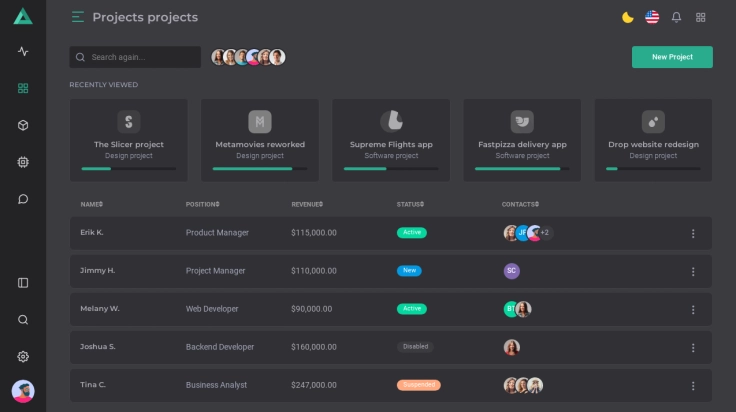 Projects projects
Search again...
New Project
RECENTLY VIEWED
The Slicer project
Design project
Metamovies reworked
Design project
Supreme Flights app
Software project
Fastpizza delivery app
Software project
Drop website redesign
Design project
NAME POSITION REVENUE STATUS CONTACTS
Erik K. Product Manager $115,000.00 Active +2
Jimmy H. Project Manager $110,000.00 New SC
Melany W. Web Developer $90,000.00 Active
Joshua S. Backend Developer $160,000.00 Disabled
Tina C. Business Analyst $247,000.00 Suspended